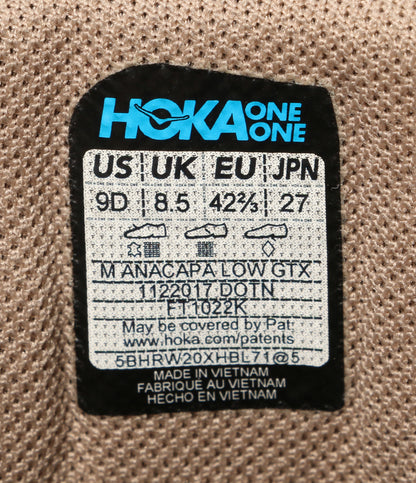 HOKA ONE ONE
US UK EU JPN
9D 8.5 42⅔ 27
M ANACAPA LOW GTX
1122017 DOTN
FT1022K
May be covered by Pat:
www.hoka.com/patents
5BHRW20XHBL71@5
MADE IN VIETNAM
FABRIQUE AU VIETNAM
HECHO EN VIETNAM